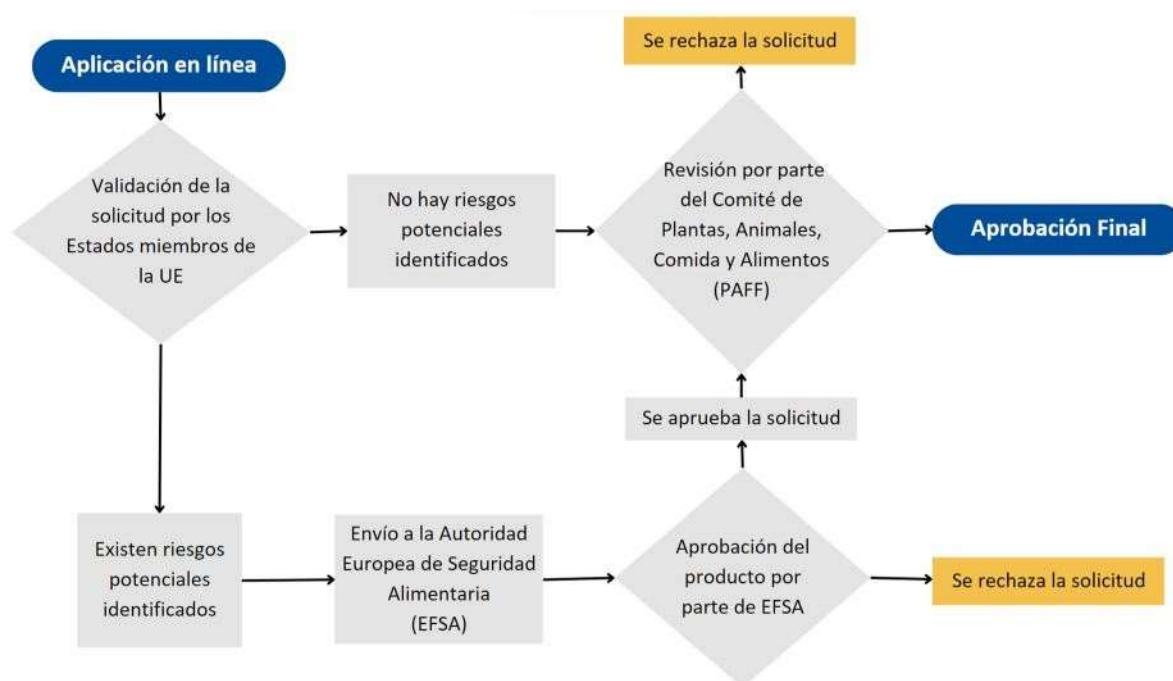 Aplicación en línea
Validación de la
solicitud por los
Estados miembros de
la UE
No hay riesgos
potenciales
identificados
Se rechaza la solicitud
Revisión por parte
del Comité de
Plantas, Animales,
Comida y Alimentos
(PAFF)
Aprobación Final
Se aprueba la solicitud
Existen riesgos
potenciales
identificados
Envío a la Autoridad
Europea de Seguridad
Alimentaria
(EFSA)
Aprobación del
producto por
parte de EFSA
Se rechaza la solicitud